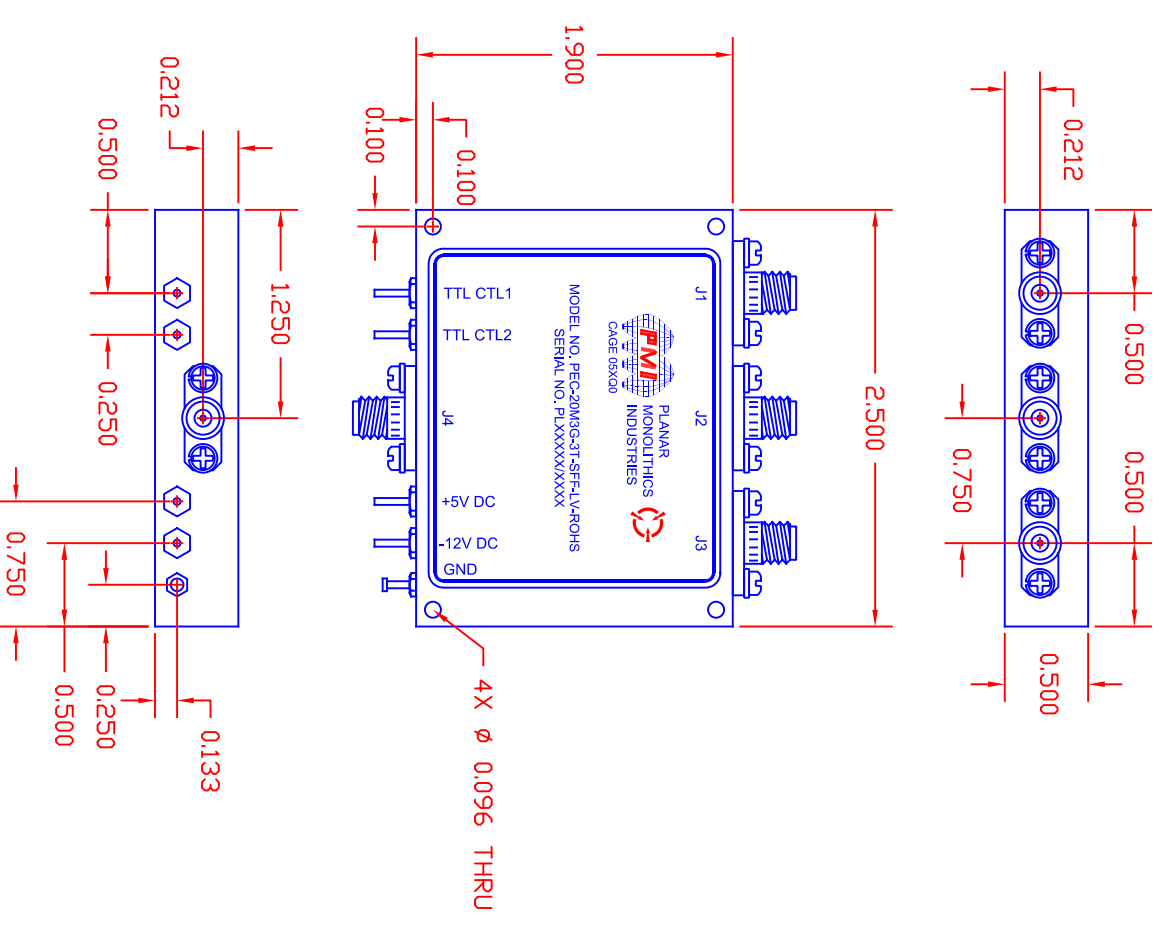 1.900
0.100
0.100
0.212
0.500
1.250
0.250
0.750
0.500
0.250
0.133
TTL CTL1
TTL CTL2
J4
+5V DC
-12V DC
GND
MODEL NO. PEC-20M3G-3T-SFF-LV-ROHS
SERIAL NO. PLXXXXX/XXXX
PMI
CAGE 05XQ0
PLANAR
MONOLITHICS
INDUSTRIES
J1
J2
J3
2.500
4X ø 0.096 THRU
0.212
0.500
0.500
0.750
0.500